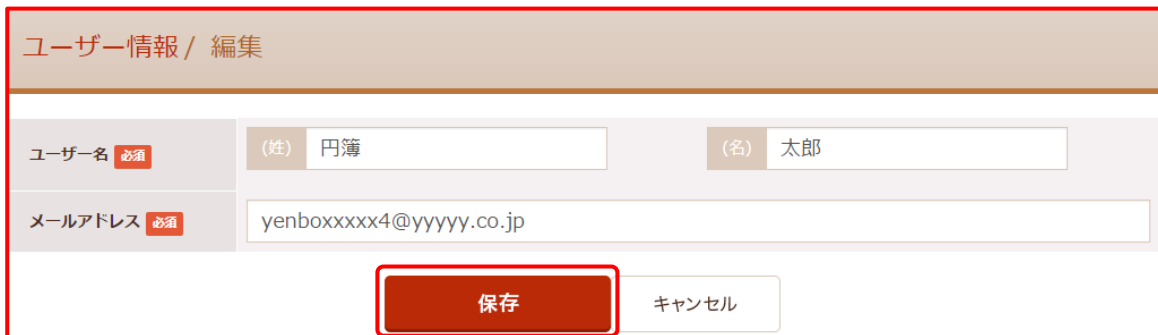 ユーザー情報 / 編集
ユーザー名 必須 (姓) 円簿 (名) 太郎
メールアドレス 必須 yenboxxxxx4@yyyyy.co.jp
保存 キャンセル